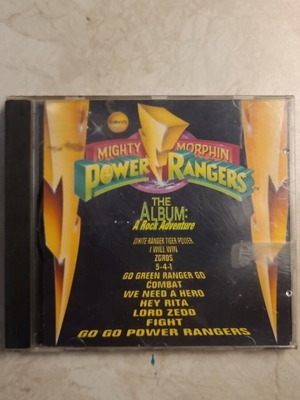 MIGHTY MORPHIN
POWER RANGERS
THE
ALBUM:
A Rock Adventure
WHITE RANGER TIGER POWER
I WILL WIN
ZORDS
5-4-1
GO GREEN RANGER GO
COMBAT
WE NEED A HERO
HEY RITA
LORD ZEDD
FIGHT
GO GO POWER RANGERS